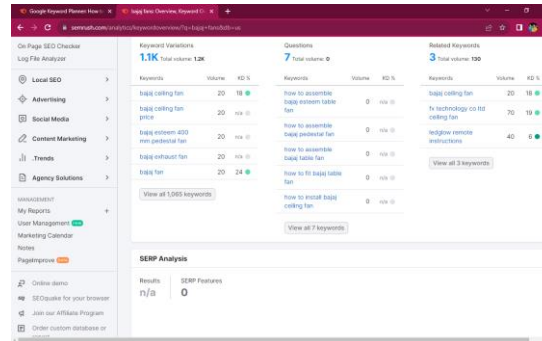 Google Keyword Planner: How to
bajaj fans: Overview, Keyword O
semrush.com/analytics/keywordoverview/?q=bajaj+fans&db=us
On Page SEO Checker
Log File Analyzer
Local SEO
Advertising
Social Media
Content Marketing
.Trends
Agency Solutions
MANAGEMENT
My Reports +
User Management
Marketing Calendar
Notes
PageImprove
Online demo
SEOquake for your browser
Join our Affiliate Program
Order custom database or
Keyword Variations
1.1K Total volume: 1.2K
Keywords Volume KD %
bajaj ceiling fan 20 18
bajaj ceiling fan price 20 n/a
bajaj esteem 400 mm pedestal fan 20 n/a
bajaj exhaust fan 20 n/a
bajaj fan 20 24
View all 1,065 keywords
Questions
7 Total volume: 0
Keywords Volume KD %
how to assemble bajaj esteem table fan 0 n/a
how to assemble bajaj pedestal fan 0 n/a
how to assemble bajaj table fan 0 n/a
how to fit bajaj table fan 0 n/a
how to install bajaj ceiling fan 0 n/a
View all 7 keywords
Related Keywords
3 Total volume: 130
Keywords Volume KD %
bajaj ceiling fan 20 18
fx technology co ltd ceiling fan 70 19
ledglow remote instructions 40 6
View all 3 keywords
SERP Analysis
Results
n/a
SERP Features
0